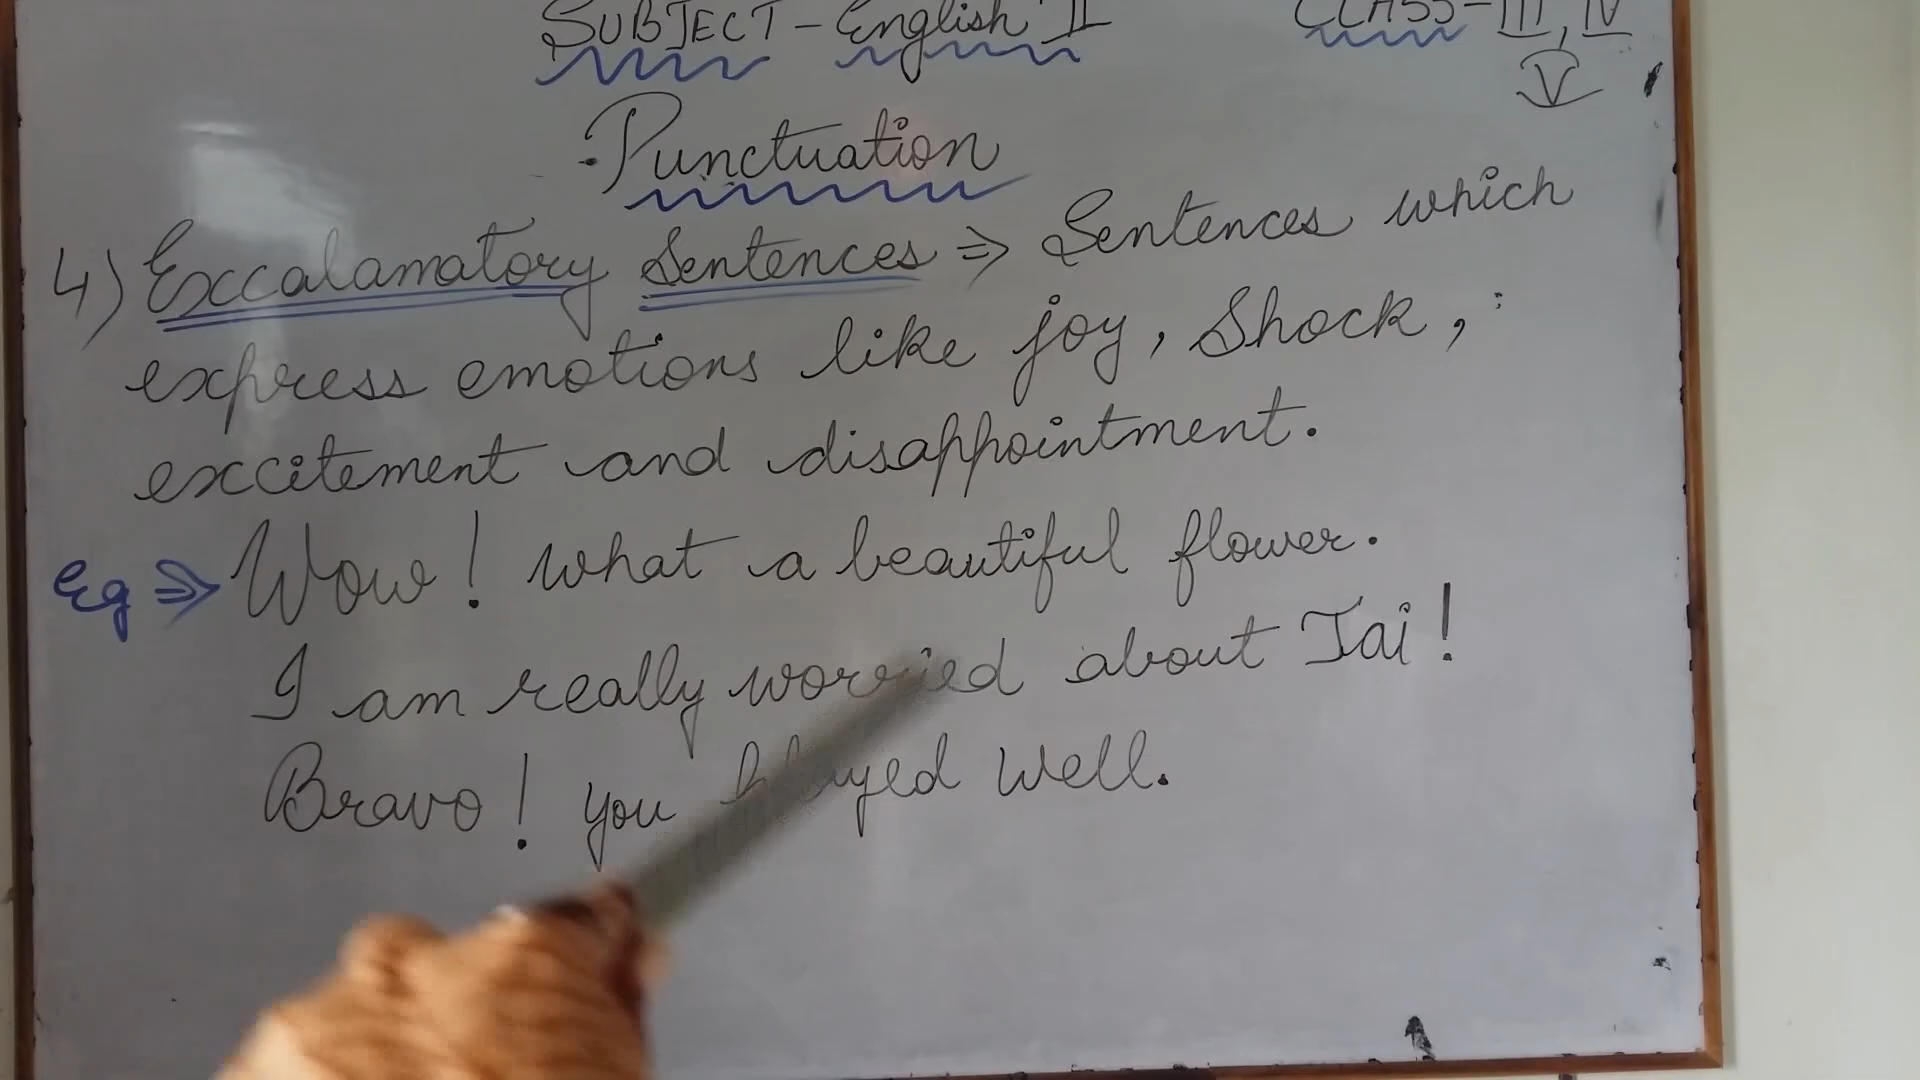 SUBJECT - English II
CLASS - III, IV
V
Punctuation
4) Exccalamatory Sentences ⇒ Sentences which
express emotions like joy, Shock,
excitement and disappointment.
Eg ⇒ Wow! what a beautiful flower.
I am really worried about Jai!
Bravo! you played well.